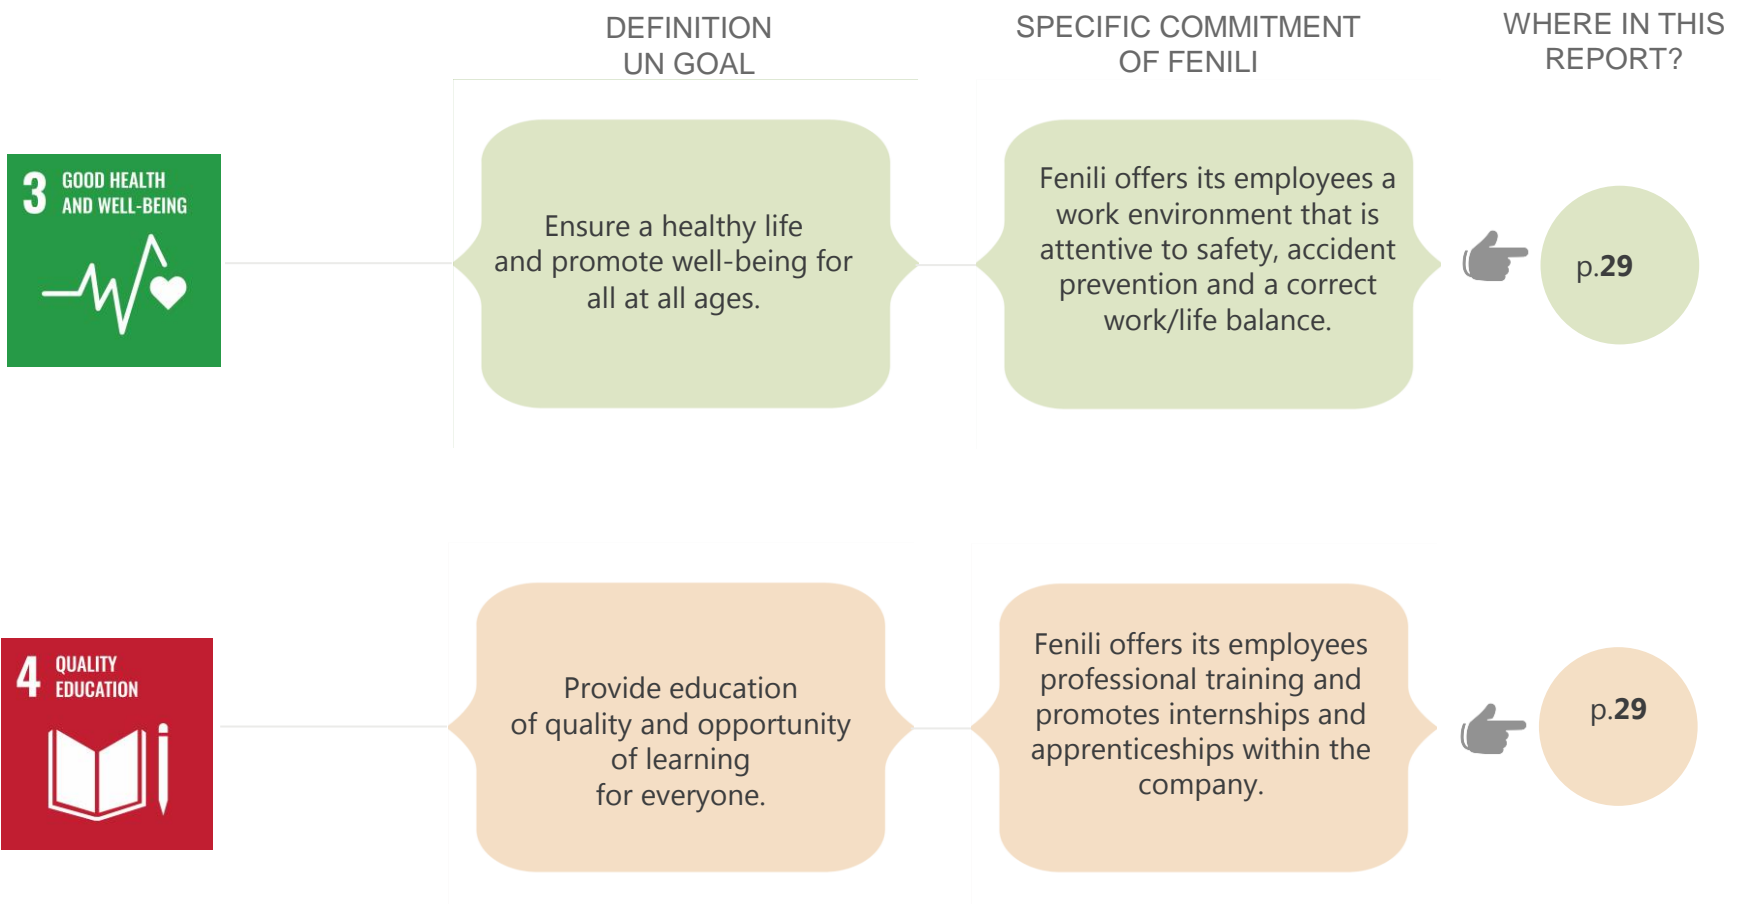 DEFINITION
UN GOAL
SPECIFIC COMMITMENT
OF FENILI
WHERE IN THIS
REPORT?
3 GOOD HEALTH
AND WELL-BEING
Ensure a healthy life
and promote well-being for
all at all ages.
Fenili offers its employees a
work environment that is
attentive to safety, accident
prevention and a correct
work/life balance.
p.29
4 QUALITY
EDUCATION
Provide education
of quality and opportunity
of learning
for everyone.
Fenili offers its employees
professional training and
promotes internships and
apprenticeships within the
company.
p.29